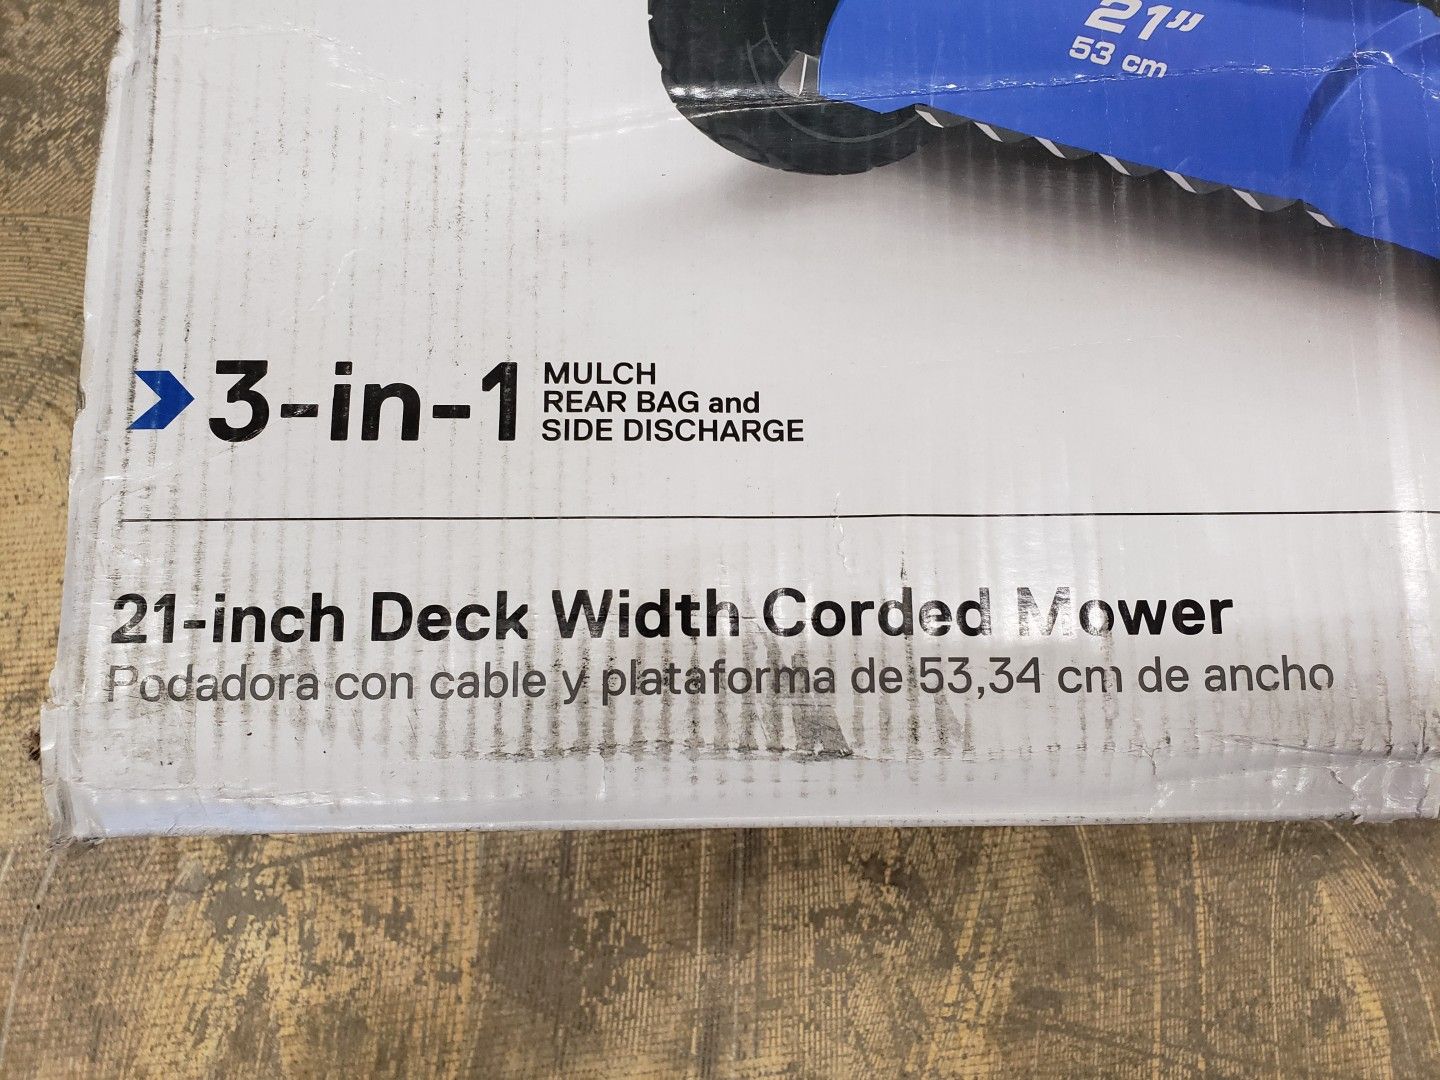 21”
53 cm
3-in-1
MULCH
REAR BAG and
SIDE DISCHARGE
21-inch Deck Width Corded Mower
Podadora con cable y plataforma de 53,34 cm de ancho